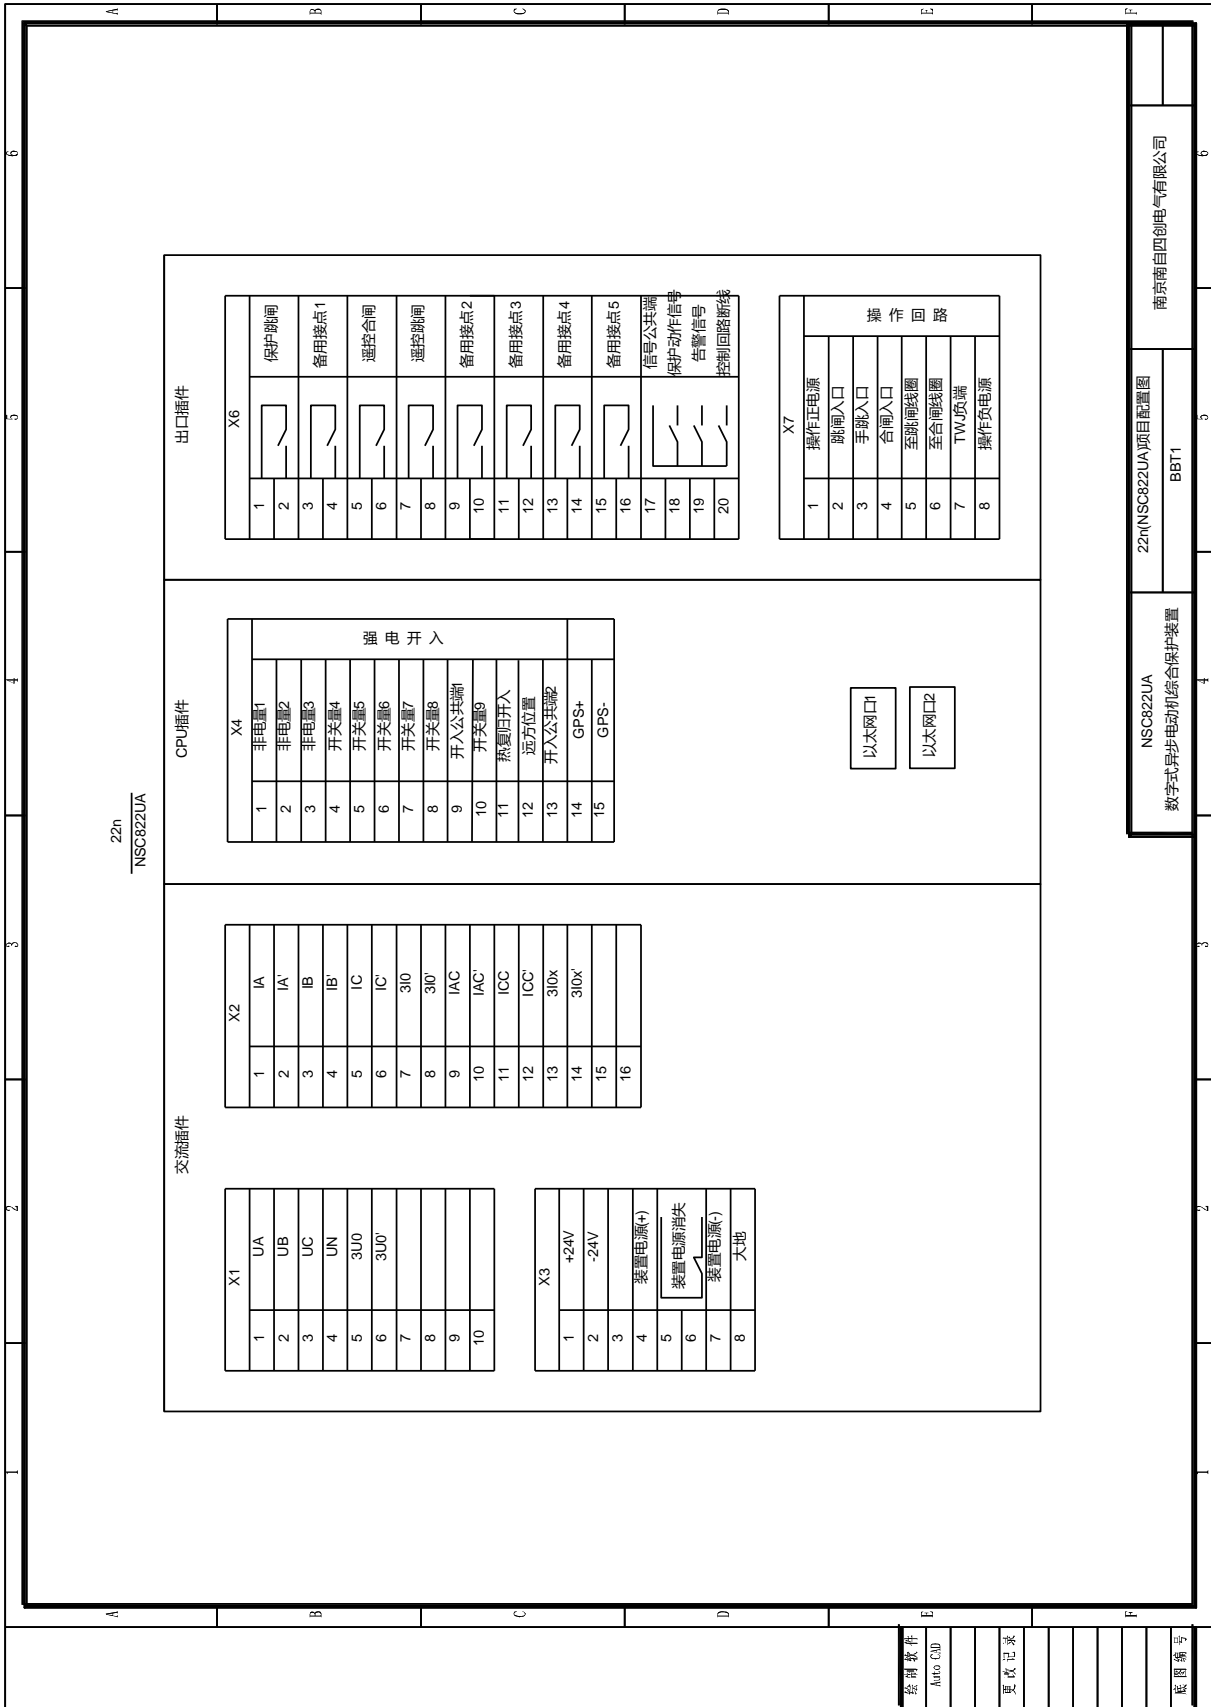 22n
NSC822UA
交流插件
X1
1 UA
2 UB
3 UC
4 UN
5 3U0
6 3U0'
7
8
9
10
X2
1 IA
2 IA'
3 IB
4 IB'
5 IC
6 IC'
7 3I0
8 3I0'
9 IAC
10 IAC'
11 ICC
12 ICC'
13 3I0x
14 3I0x'
15
16
X3
1 +24V
2 -24V
3
4 装置电源(+)
5 装置电源消失
6
7 装置电源(-)
8 大地
CPU插件
X4
强电开入
1 非电量1
2 非电量2
3 非电量3
4 开关量4
5 开关量5
6 开关量6
7 开关量7
8 开关量8
9 开入公共端1
10 开关量9
11 热复归开入
12 远方位置
13 开入公共端2
14 GPS+
15 GPS-
以太网口1
以太网口2
出口插件
X6
1 保护跳闸
2
3 备用接点1
4
5 遥控合闸
6
7 遥控跳闸
8
9 备用接点2
10
11 备用接点3
12
13 备用接点4
14
15 备用接点5
16
17 信号公共端
18 保护动作信号
19 告警信号
20 控制回路断线
X7
操作回路
1 操作正电源
2 跳闸入口
3 手跳入口
4 合闸入口
5 至跳闸线圈
6 至合闸线圈
7 TWJ负端
8 操作负电源
NSC822UA
数字式异步电动机综合保护装置
22n(NSC822UA)项目配置图
BBT1
南京南自四创电气有限公司
绘制软件
Auto CAD
更改记录
底图编号
1 2 3 4 5 6
1 2 3 4 5 6
A B C D E F
A B C D E F